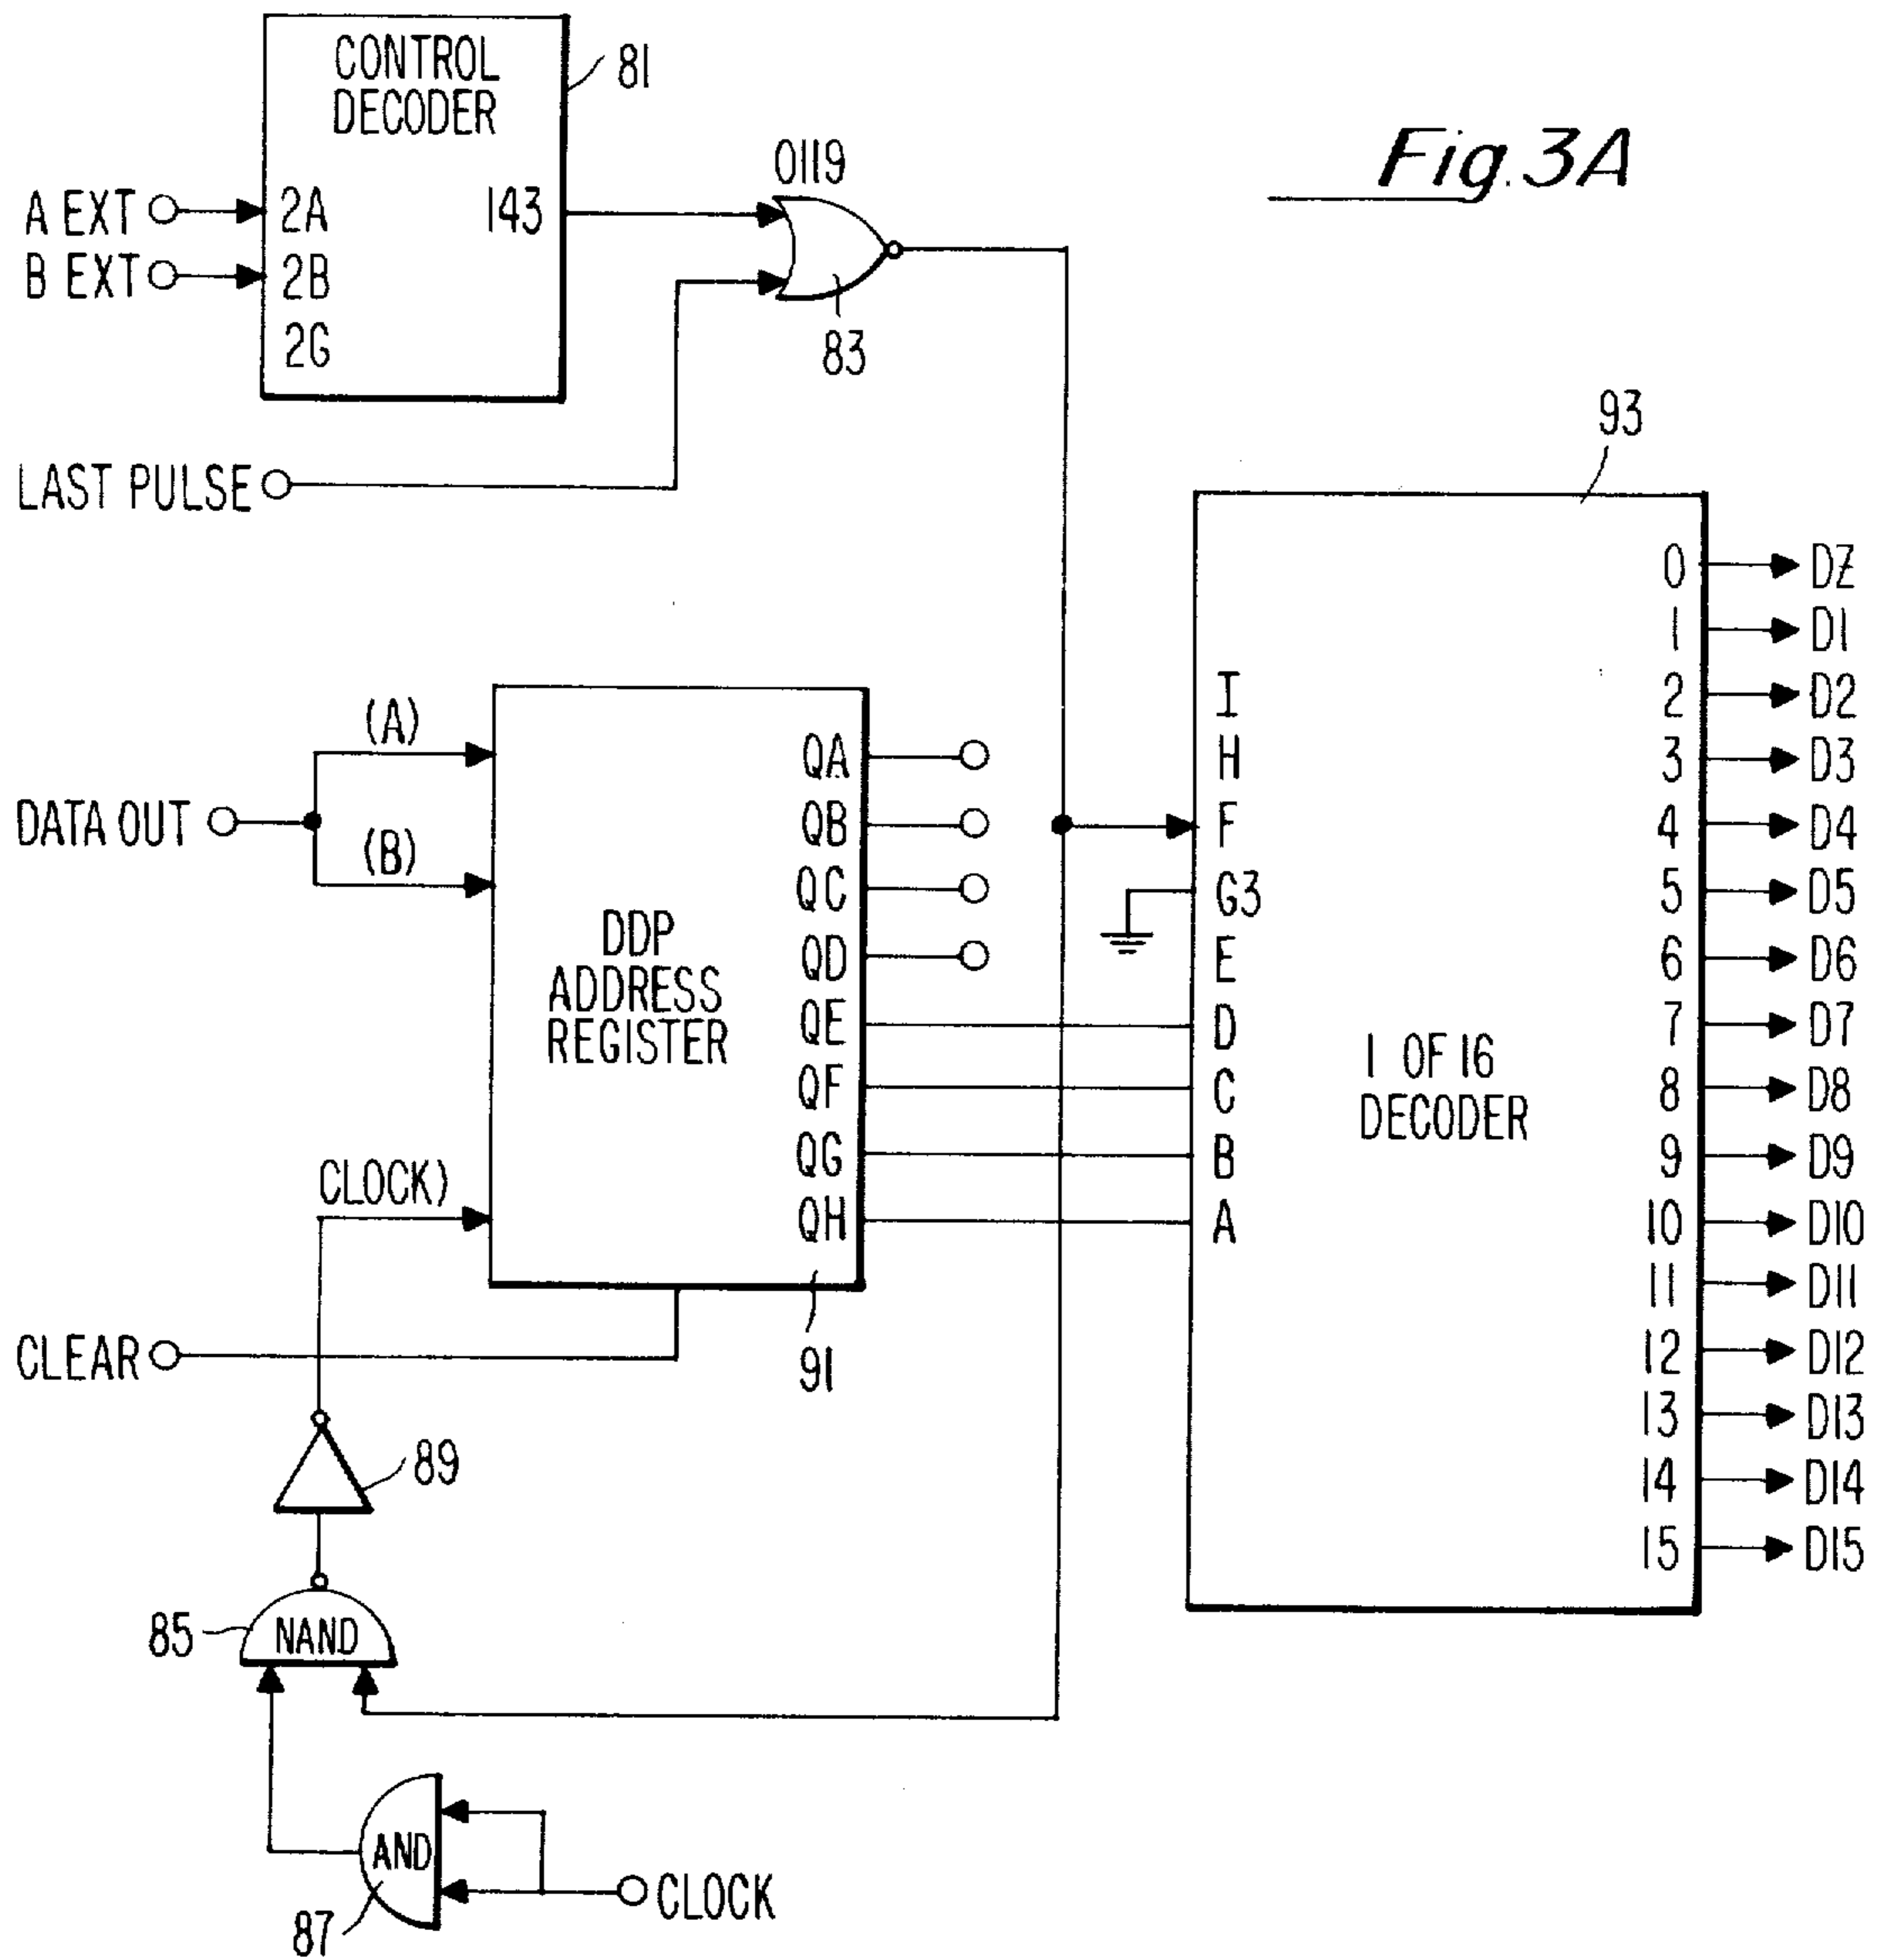 Fig. 3A
CONTROL
DECODER
81
A EXT
B EXT
2A
2B
2G
143
0119
83
LAST PULSE
93
DATA OUT
(A)
(B)
DDP
ADDRESS
REGISTER
QA
QB
QC
QD
QE
QF
QG
QH
CLOCK)
CLEAR
91
I
H
F
G3
E
D
C
B
A
1 OF 16
DECODER
0 DZ
1 D1
2 D2
3 D3
4 D4
5 D5
6 D6
7 D7
8 D8
9 D9
10 D10
11 D11
12 D12
13 D13
14 D14
15 D15
89
85
NAND
AND
87
CLOCK